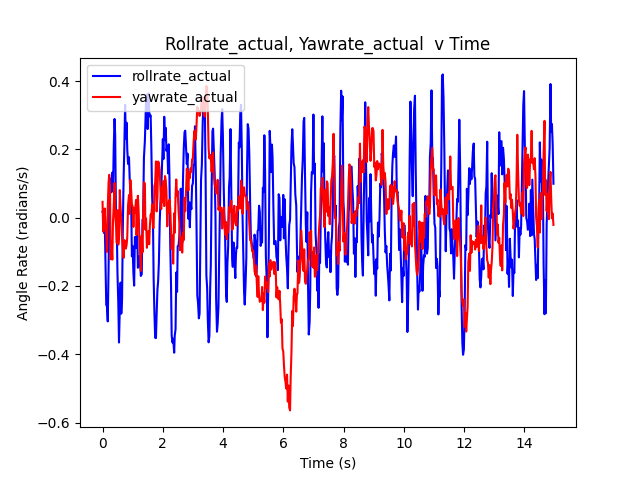 Rollrate_actual, Yawrate_actual  v Time
rollrate_actual
yawrate_actual
Angle Rate (radians/s)
0.4
0.2
0.0
−0.2
−0.4
−0.6
0 2 4 6 8 10 12 14
Time (s)